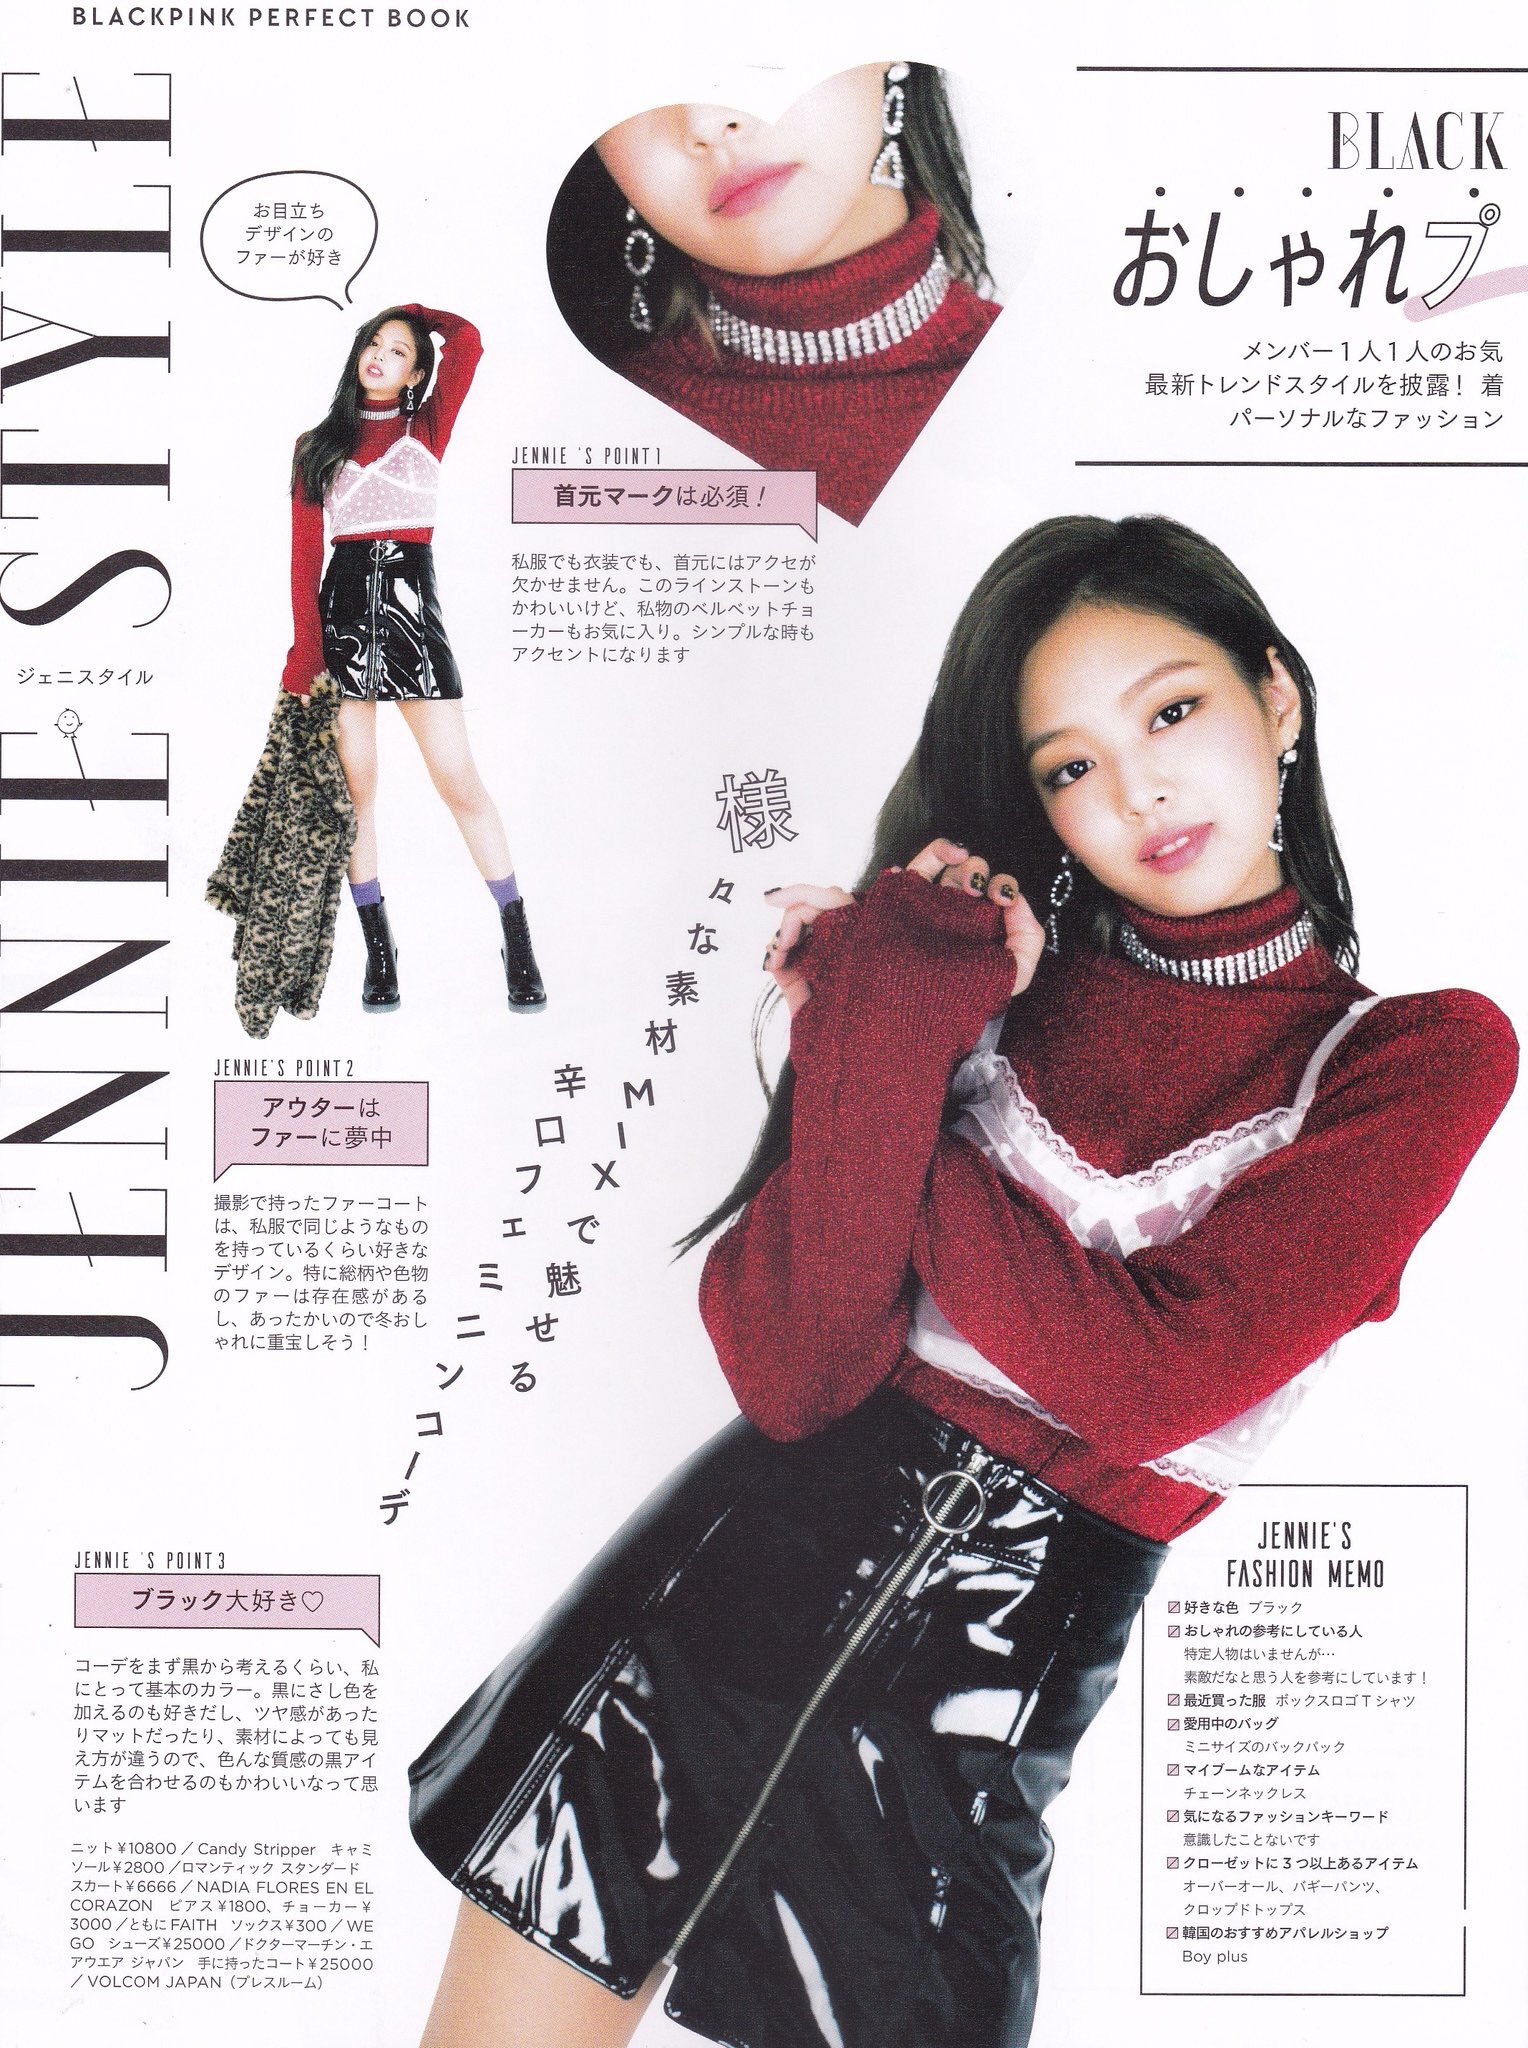 BLACKPINK PERFECT BOOK
JENNIE STYLE
ジェニスタイル
お目立ち
デザインの
ファーが好き
BLACK
おしゃれプ
メンバー1人1人のお気
最新トレンドスタイルを披露！ 着
パーソナルなファッション
JENNIE 'S POINT 1
首元マークは必須！
私服でも衣装でも、首元にはアクセが
欠かせません。このラインストーンも
かわいいけど、私物のベルベットチョ
ーカーもお気に入り。シンプルな時も
アクセントになります
様々な素材MIXで魅せる
辛口フェミニンコーデ
JENNIE'S POINT 2
アウターは
ファーに夢中
撮影で持ったファーコート
は、私服で同じようなもの
を持っているくらい好きな
デザイン。特に総柄や色物
のファーは存在感がある
し、あったかいので冬おし
ゃれに重宝しそう！
JENNIE 'S POINT 3
ブラック大好き♡
コーデをまず黒から考えるくらい、私
にとって基本のカラー。黒にさし色を
加えるのも好きだし、ツヤ感があった
りマットだったり、素材によっても見
え方が違うので、色んな質感の黒アイ
テムを合わせるのもかわいいなって思
います
ニット¥10800／Candy Stripper キャミ
ソール¥2800／ロマンティック スタンダード
スカート¥6666／NADIA FLORES EN EL
CORAZON ピアス¥1800、チョーカー¥
3000／ともにFAITH ソックス¥300／WE
GO シューズ¥25000／ドクターマーチン・エ
アウエア ジャパン 手に持ったコート¥25000
／VOLCOM JAPAN（プレスルーム）
JENNIE'S
FASHION MEMO
好きな色 ブラック
おしゃれの参考にしている人
特定人物はいませんが…
素敵だなと思う人を参考にしています！
最近買った服 ボックスロゴTシャツ
愛用中のバッグ
ミニサイズのバックパック
マイブームなアイテム
チェーンネックレス
気になるファッションキーワード
意識したことないです
クローゼットに3つ以上あるアイテム
オーバーオール、バギーパンツ、
クロップドトップス
韓国のおすすめアパレルショップ
Boy plus